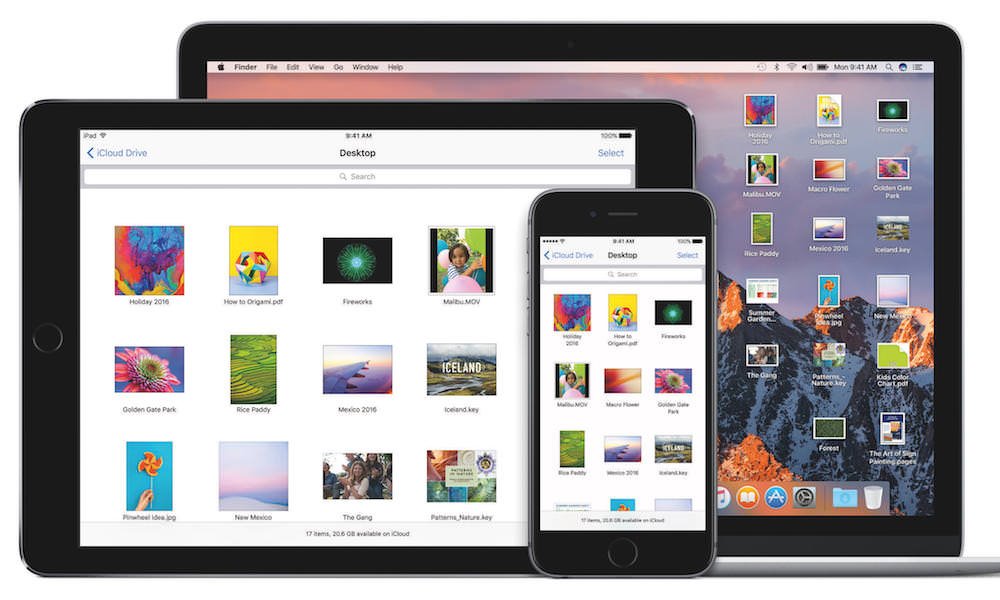 Finder File Edit View Go Window Help
Mon 9:41 AM
Holiday
2016
How to
Origami.pdf
Fireworks
Malibu.MOV
Macro Flower
Golden Gate
Park
Rice Paddy
Mexico 2016
Iceland.key
Summer
Garden...
Pinwheel
Idea.jpg
New Mexico
The Gang
Patterns_
Nature.key
Kids Color
Chart.pdf
Forest
The Art of Sign
Painting.pages
iPad
9:41 AM
100%
iCloud Drive
Desktop
Select
Search
Holiday 2016
How to Origami.pdf
Fireworks
Malibu.MOV
Golden Gate Park
Rice Paddy
Mexico 2016
ICELAND
Iceland.key
Pinwheel Idea.jpg
New Mexico
The Gang
PATTERNS
IN NATURE
Patterns_Nature.key
17 items, 20.6 GB available on iCloud
9:41 AM
100%
iCloud Drive
Desktop
Select
Search
Holiday
2016
How to
Origami.pdf
Fireworks
Malibu.MOV
Macro Flower
Golden Gate
Park
Rice Paddy
Mexico 2016
ICELAND
Iceland.key
17 items, 20.6 GB available on iCloud